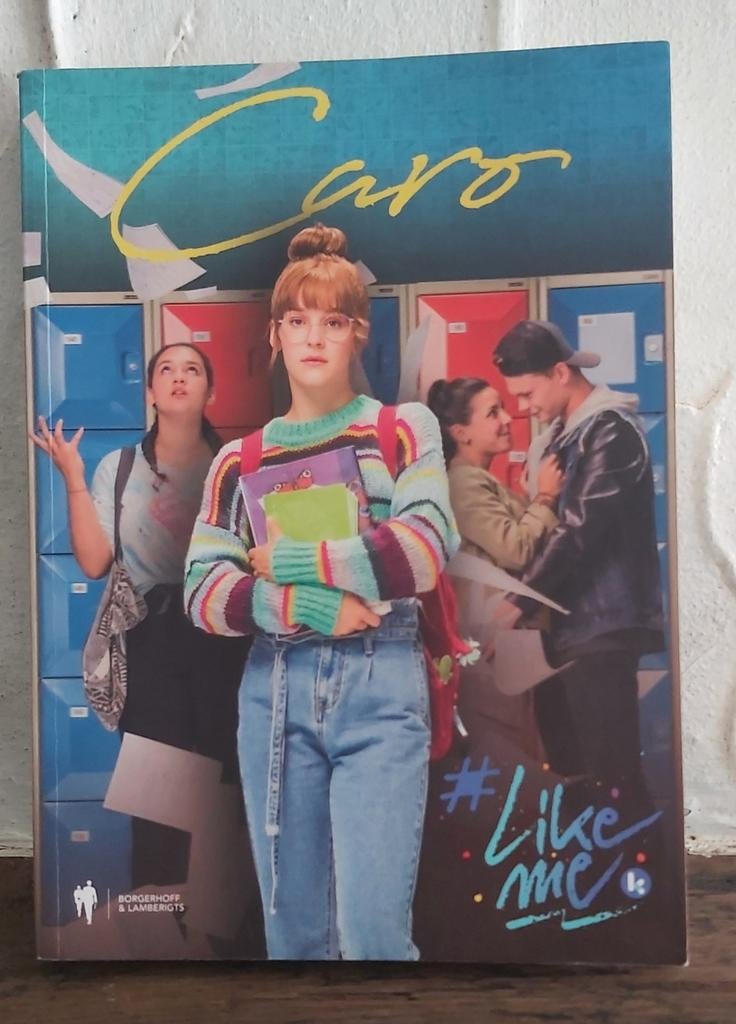 Caro
#Like
me
k
BORGERHOFF
& LAMBERIGTS